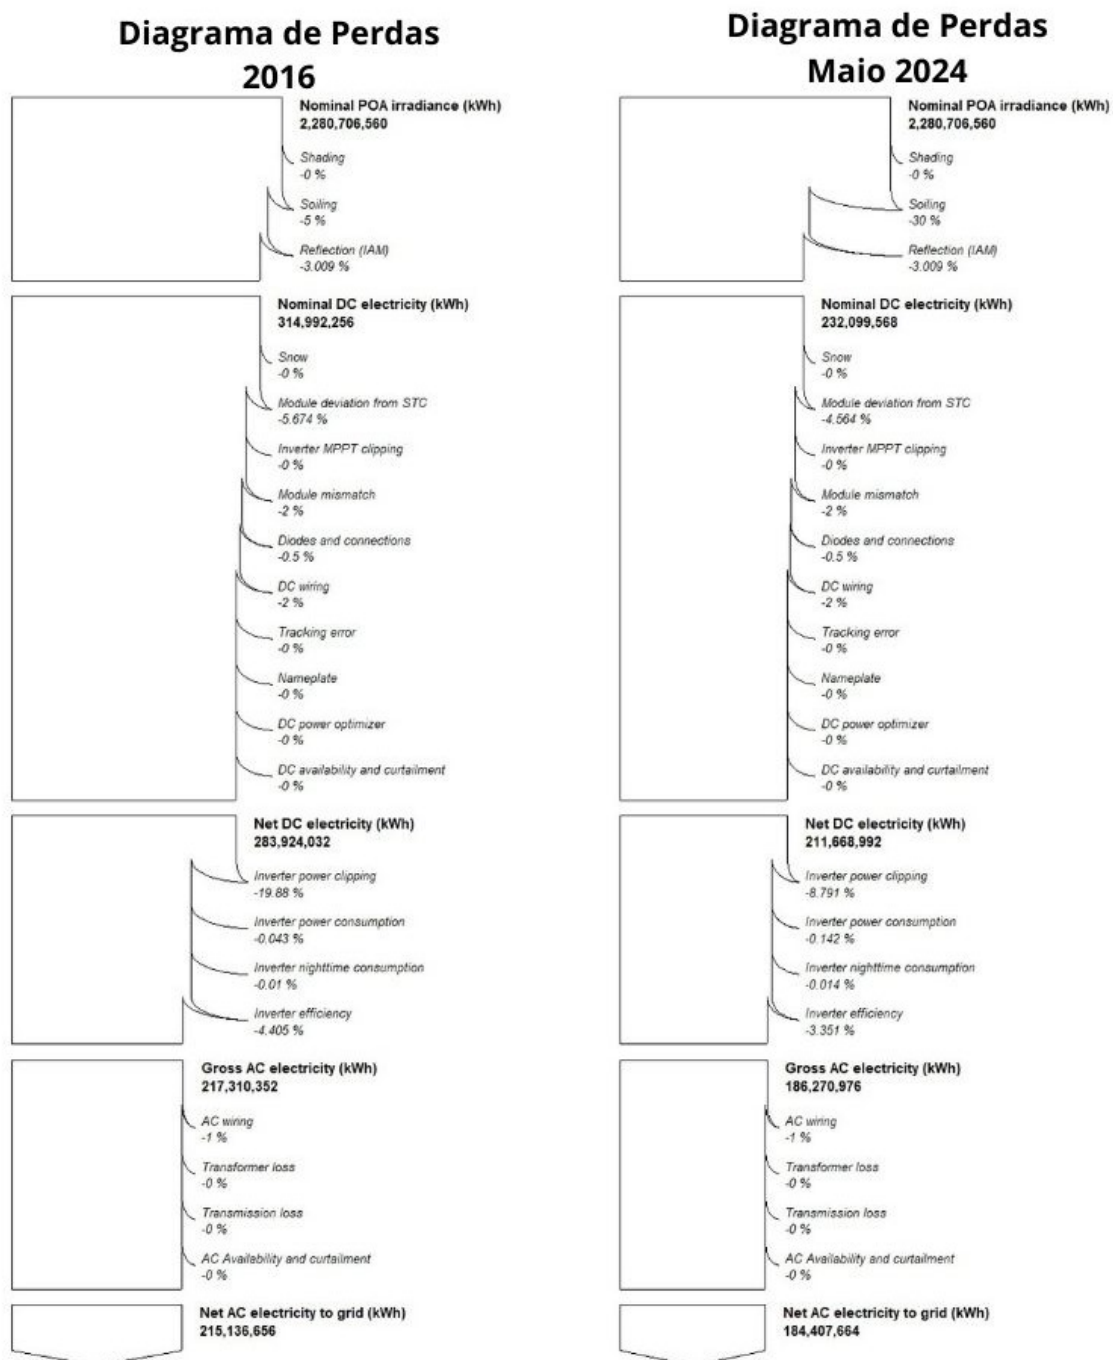 Diagrama de Perdas
2016
Nominal POA irradiance (kWh)
2,280,706,560
Shading
-0 %
Soiling
-5 %
Reflection (IAM)
-3.009 %
Nominal DC electricity (kWh)
314,992,256
Snow
-0 %
Module deviation from STC
-5.674 %
Inverter MPPT clipping
-0 %
Module mismatch
-2 %
Diodes and connections
-0.5 %
DC wiring
-2 %
Tracking error
-0 %
Nameplate
-0 %
DC power optimizer
-0 %
DC availability and curtailment
-0 %
Net DC electricity (kWh)
283,924,032
Inverter power clipping
-19.88 %
Inverter power consumption
-0.043 %
Inverter nighttime consumption
-0.01 %
Inverter efficiency
-4.405 %
Gross AC electricity (kWh)
217,310,352
AC wiring
-1 %
Transformer loss
-0 %
Transmission loss
-0 %
AC Availability and curtailment
-0 %
Net AC electricity to grid (kWh)
215,136,656
Diagrama de Perdas
Maio 2024
Nominal POA irradiance (kWh)
2,280,706,560
Shading
-0 %
Soiling
-30 %
Reflection (IAM)
-3.009 %
Nominal DC electricity (kWh)
232,099,568
Snow
-0 %
Module deviation from STC
-4.564 %
Inverter MPPT clipping
-0 %
Module mismatch
-2 %
Diodes and connections
-0.5 %
DC wiring
-2 %
Tracking error
-0 %
Nameplate
-0 %
DC power optimizer
-0 %
DC availability and curtailment
-0 %
Net DC electricity (kWh)
211,668,992
Inverter power clipping
-8.791 %
Inverter power consumption
-0.142 %
Inverter nighttime consumption
-0.014 %
Inverter efficiency
-3.351 %
Gross AC electricity (kWh)
186,270,976
AC wiring
-1 %
Transformer loss
-0 %
Transmission loss
-0 %
AC Availability and curtailment
-0 %
Net AC electricity to grid (kWh)
184,407,664